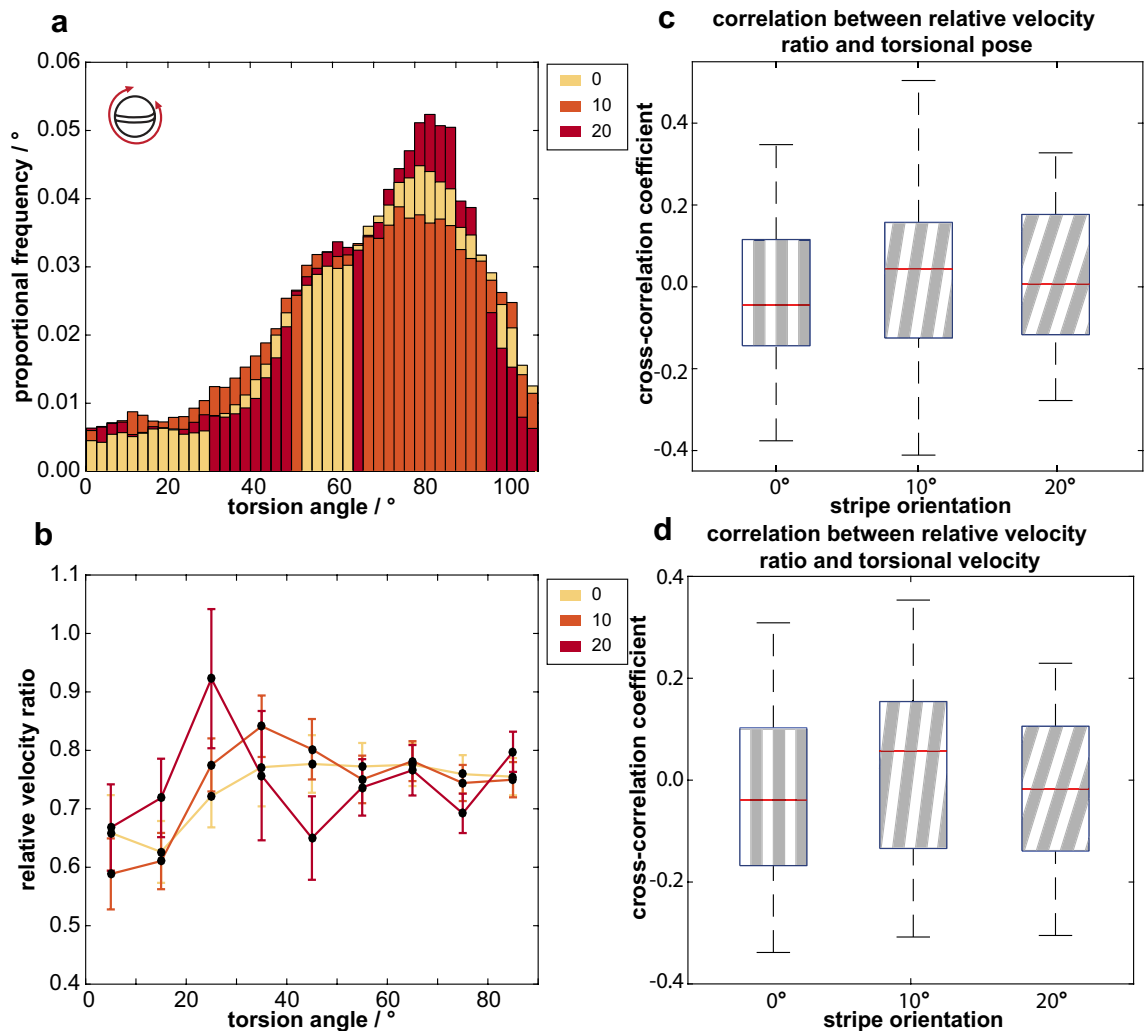 a
0.06
0.05
0.04
0.03
0.02
0.01
0.00
proportional frequency / °
0 20 40 60 80 100
torsion angle / °
0
10
20
b
1.1
1.0
0.9
0.8
0.7
0.6
0.5
0.4
relative velocity ratio
0 20 40 60 80
torsion angle / °
0
10
20
c
correlation between relative velocity
ratio and torsional pose
0.4
0.2
0.0
-0.2
-0.4
cross-correlation coefficient
0° 10° 20°
stripe orientation
d
correlation between relative velocity
ratio and torsional velocity
0.4
0.2
0.0
-0.2
-0.4
cross-correlation coefficient
0° 10° 20°
stripe orientation